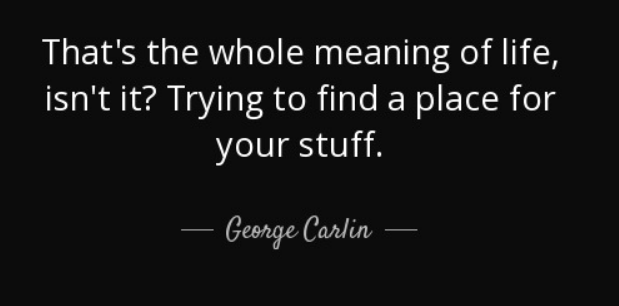 That's the whole meaning of life,
isn't it? Trying to find a place for
your stuff.
George Carlin